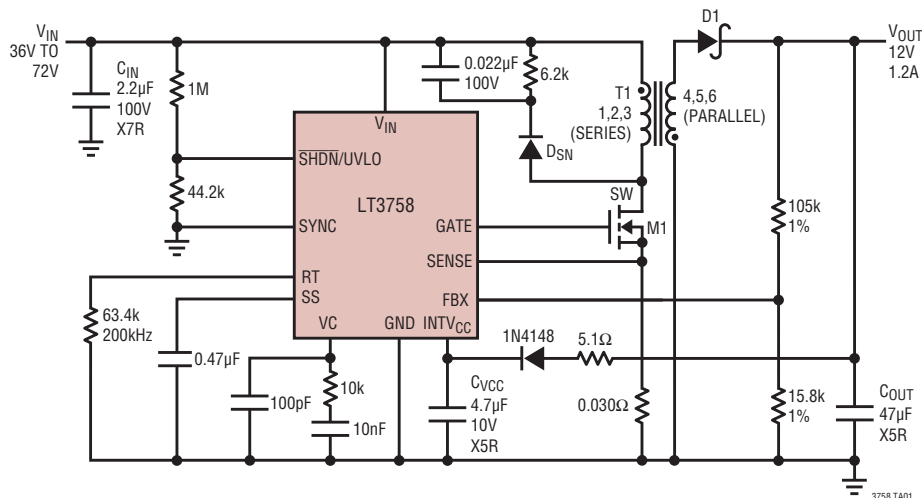 D1
VIN
36V TO
72V
VOUT
12V
1.2A
CIN
2.2µF
100V
X7R
1M
0.022µF
100V
6.2k
T1
1,2,3
(SERIES)
4,5,6
(PARALLEL)
VIN
DSN
SHDN/UVLO
44.2k
LT3758
SW
105k
1%
SYNC
GATE
M1
SENSE
RT
FBX
SS
63.4k
200kHz
VC
GND
INTVCC
1N4148
5.1Ω
0.47µF
100pF
10k
10nF
CVCC
4.7µF
10V
X5R
0.030Ω
15.8k
1%
COUT
47µF
X5R
3758 TA01